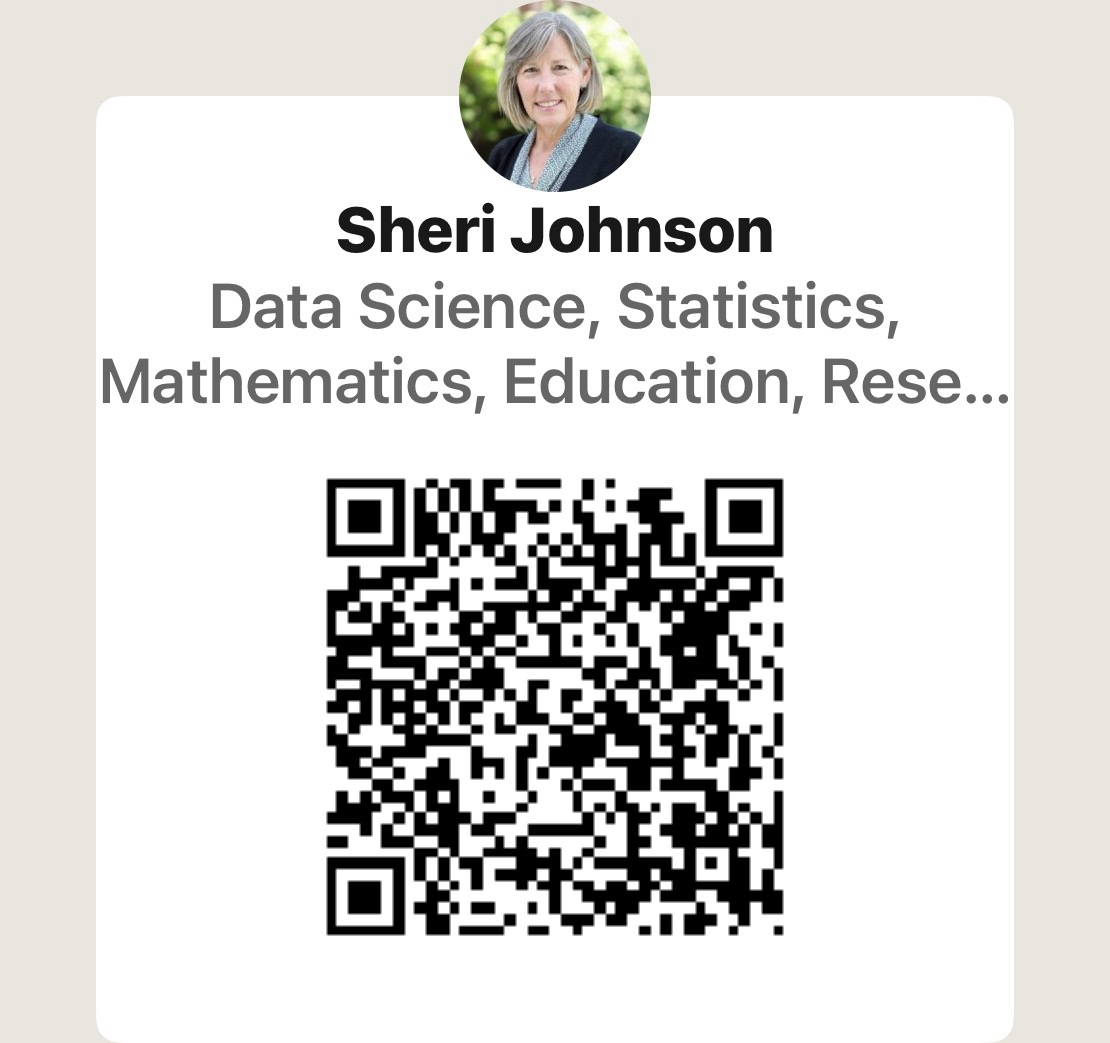 Sheri Johnson
Data Science, Statistics,
Mathematics, Education, Rese...